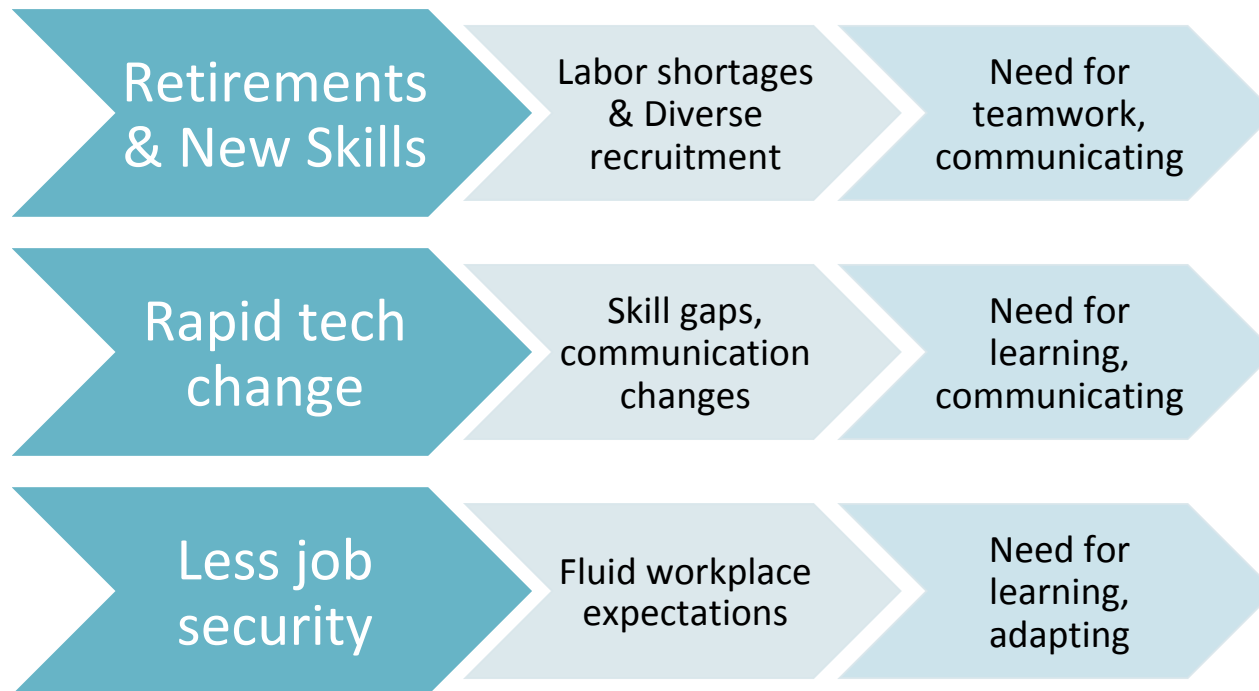 Retirements
& New Skills
Labor shortages
& Diverse
recruitment
Need for
teamwork,
communicating
Rapid tech
change
Skill gaps,
communication
changes
Need for
learning,
communicating
Less job
security
Fluid workplace
expectations
Need for
learning,
adapting